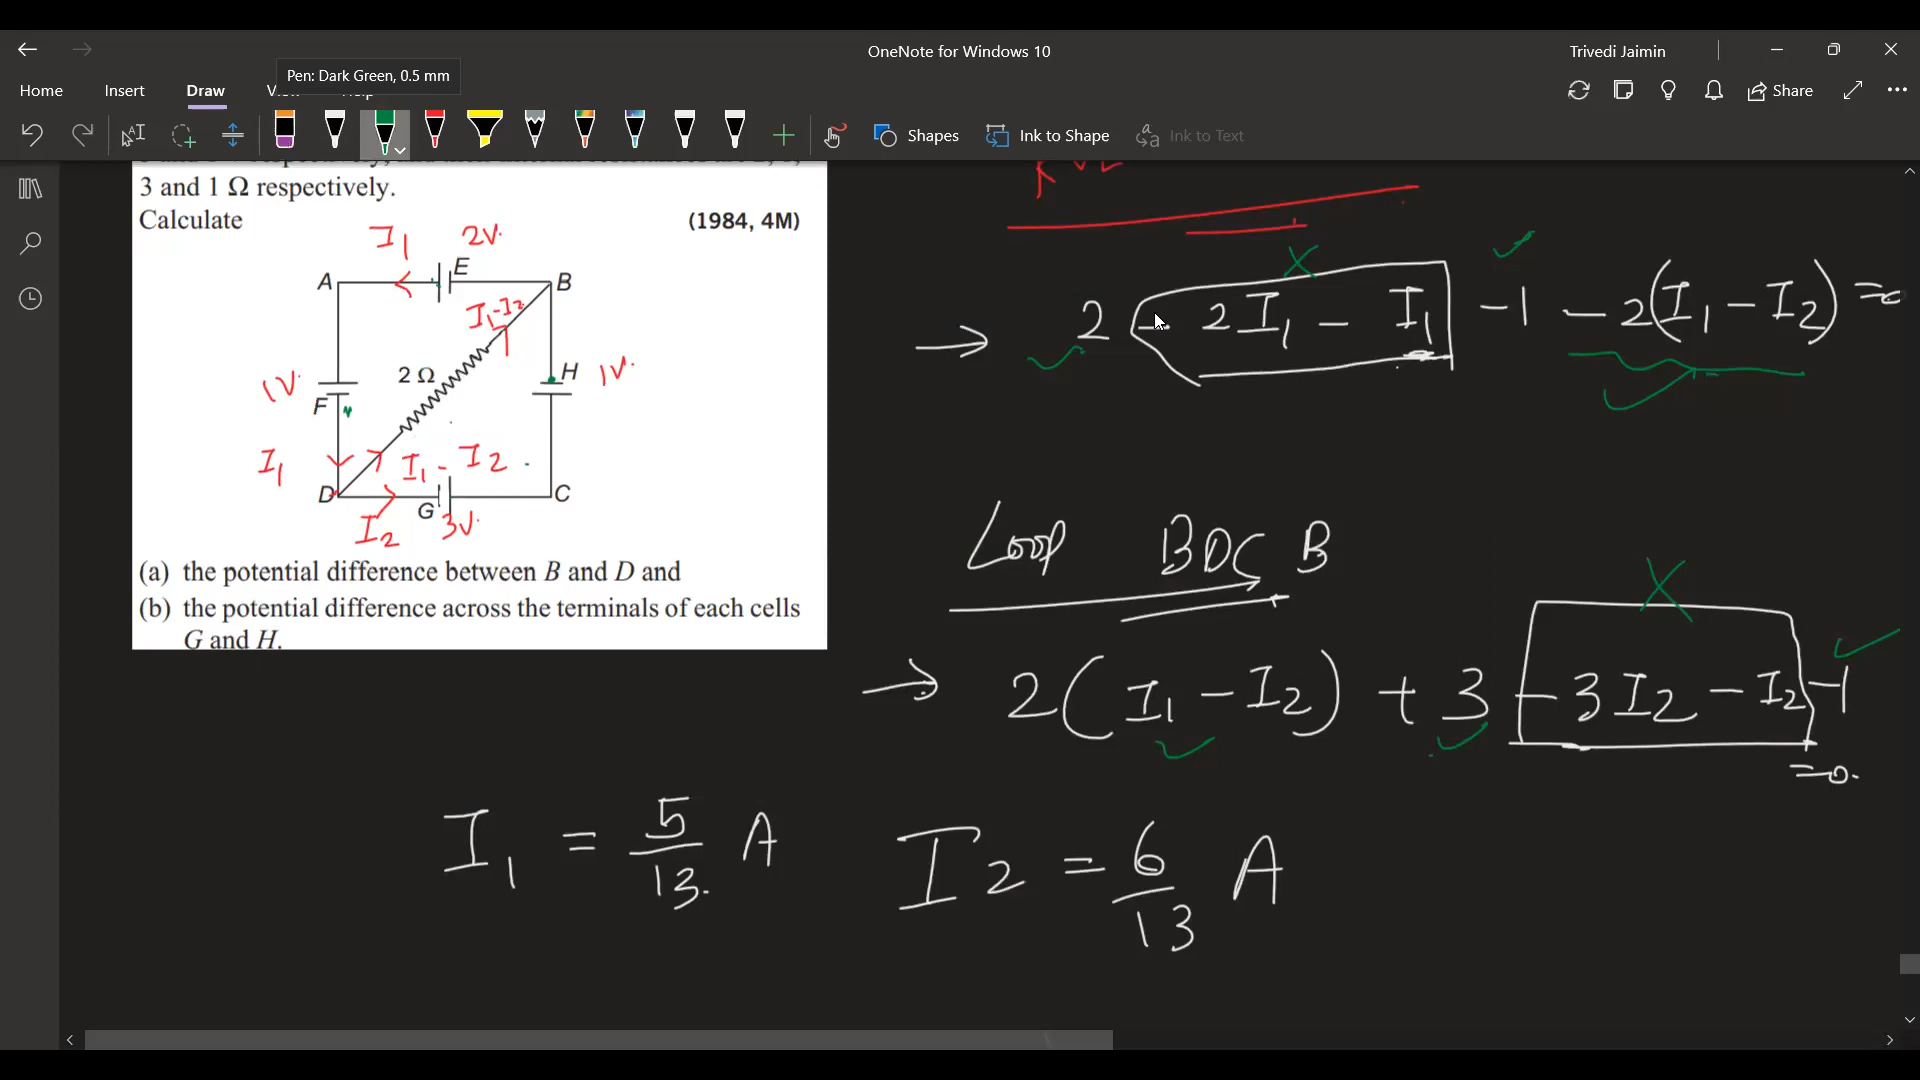 OneNote for Windows 10
Trivedi Jaimin
Pen: Dark Green, 0.5 mm
Home Insert Draw
Share
Shapes Ink to Shape Ink to Text
3 and 1 Ω respectively.
Calculate (1984, 4M)
I1 2V.
A E B
I1-I2
2 Ω
1V. F
H 1V.
I1
I1 - I2
D G C
I2 3V.
(a) the potential difference between B and D and
(b) the potential difference across the terminals of each cells
G and H.
→ 2 - 2I1 - I1 -1 - 2(I1 - I2) =0
Loop BDCB
→ 2(I1 - I2) + 3 - 3I2 - I2 -1
=0.
I1 = 5/13. A I2 = 6/13 A